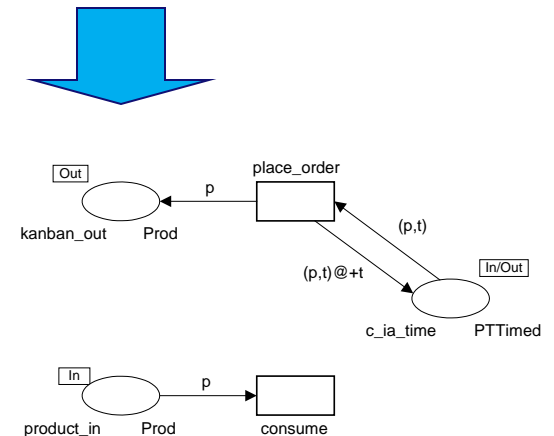 place_order
Out
p
kanban_out Prod
(p,t)
(p,t)@+t
In/Out
c_ia_time PTTimed
In
p
product_in Prod
consume